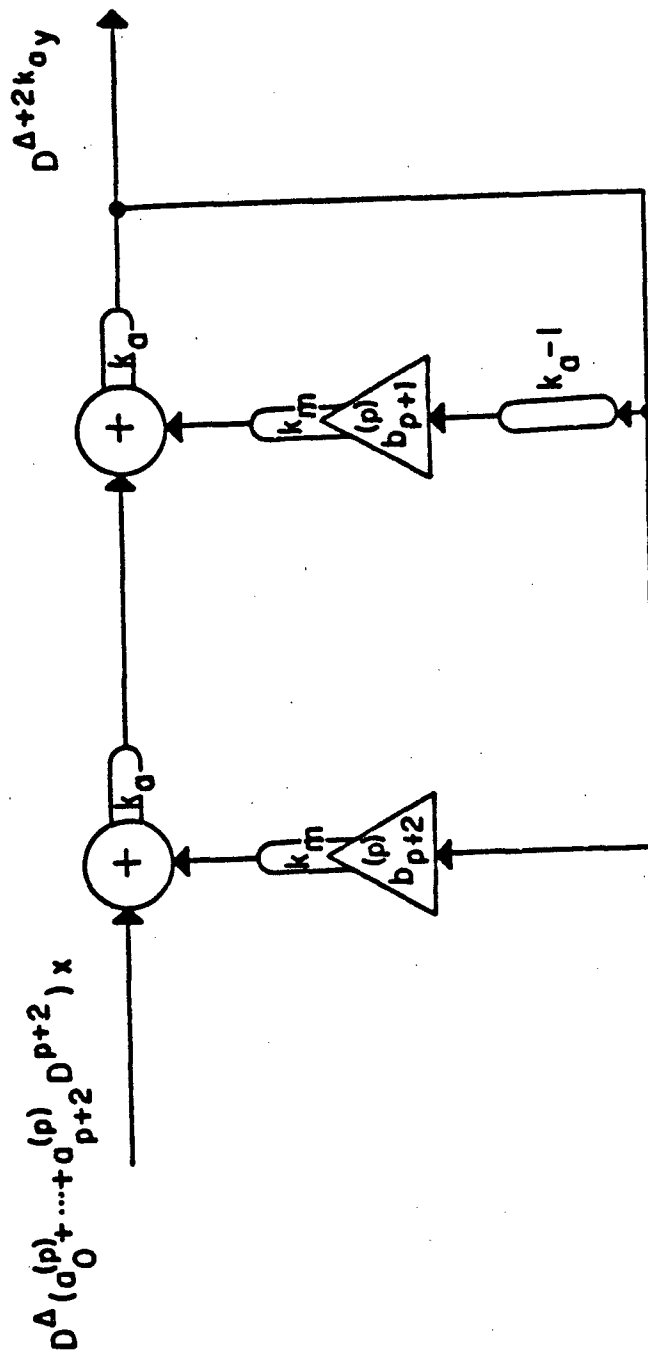 D^Δ(a_0^(p) + ... + a_{p+2}^(p) D^{p+2}) x
+
k_a
k_m
b_{p+2}^(p)
+
k_a
k_m
b_{p+1}^(p)
k_a-1
D^{Δ+2k_a} y